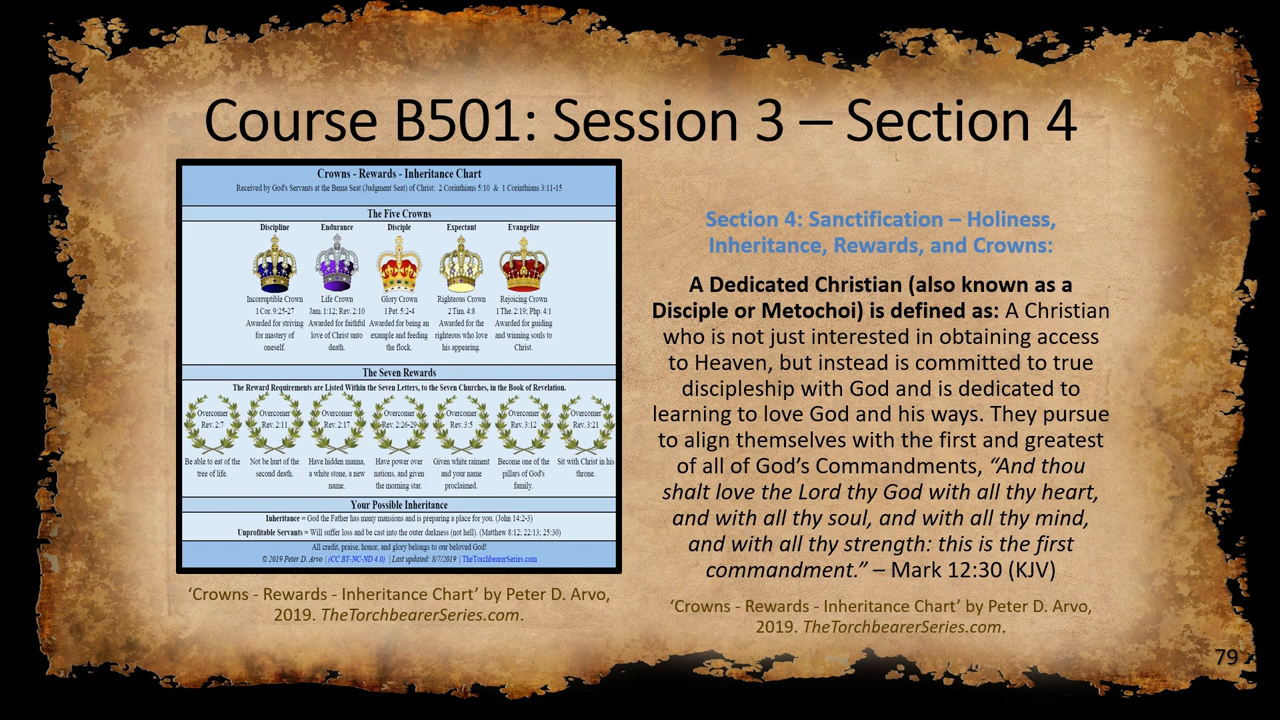 Course B501: Session 3 – Section 4
Crowns - Rewards - Inheritance Chart
Received by God's Servants at the Bema Seat (Judgment Seat) of Christ: 2 Corinthians 5:10 & 1 Corinthians 3:11-15
The Five Crowns
Discipline
Incorruptible Crown
1 Cor. 9:25-27
Awarded for striving
for mastery of
oneself.
Endurance
Life Crown
Jam. 1:12; Rev. 2:10
Awarded for faithful
love of Christ unto
death.
Disciple
Glory Crown
1 Pet. 5:2-4
Awarded for being an
example and feeding
the flock.
Expectant
Righteous Crown
2 Tim. 4:8
Awarded for the
righteous who love
his appearing.
Evangelize
Rejoicing Crown
1 The. 2:19; Php. 4:1
Awarded for guiding
and winning souls to
Christ.
The Seven Rewards
The Reward Requirements are Listed Within the Seven Letters, to the Seven Churches, in the Book of Revelation.
Overcomer
Rev. 2:7
Be able to eat of the
tree of life.
Overcomer
Rev. 2:11
Not be hurt of the
second death.
Overcomer
Rev. 2:17
Have hidden manna,
a white stone, a new
name.
Overcomer
Rev. 2:26-29
Have power over
nations, and given
the morning star.
Overcomer
Rev. 3:5
Given white raiment
and your name
proclaimed.
Overcomer
Rev. 3:12
Become one of the
pillars of God's
family.
Overcomer
Rev. 3:21
Sit with Christ in his
throne.
Your Possible Inheritance
Inheritance = God the Father has many mansions and is preparing a place for you. (John 14:2-3)
Unprofitable Servants = Will suffer loss and be cast into the outer darkness (not hell). (Matthew 8:12; 22:13; 25:30)
All credit, praise, honor, and glory belongs to our beloved God!
© 2019 Peter D. Arvo | (CC BY-NC-ND 4.0) | Last updated: 8/7/2019 | TheTorchbearerSeries.com
‘Crowns - Rewards - Inheritance Chart’ by Peter D. Arvo,
2019. TheTorchbearerSeries.com.
Section 4: Sanctification – Holiness,
Inheritance, Rewards, and Crowns:
A Dedicated Christian (also known as a
Disciple or Metochoi) is defined as: A Christian
who is not just interested in obtaining access
to Heaven, but instead is committed to true
discipleship with God and is dedicated to
learning to love God and his ways. They pursue
to align themselves with the first and greatest
of all of God’s Commandments, “And thou
shalt love the Lord thy God with all thy heart,
and with all thy soul, and with all thy mind,
and with all thy strength: this is the first
commandment.” – Mark 12:30 (KJV)
‘Crowns - Rewards - Inheritance Chart’ by Peter D. Arvo,
2019. TheTorchbearerSeries.com.
79